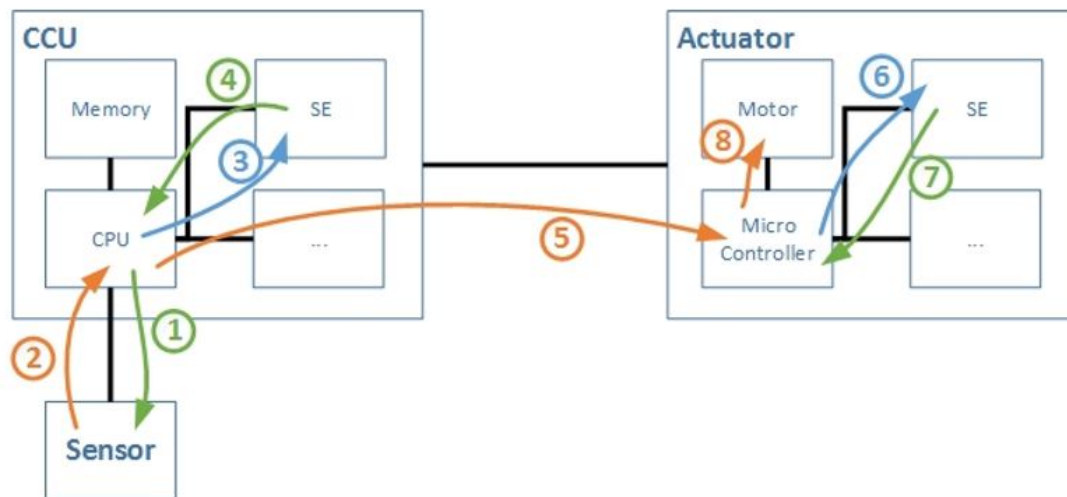 CCU
Actuator
4
6
Memory
SE
Motor
SE
8
3
7
CPU
...
5
Micro
Controller
...
2
1
Sensor